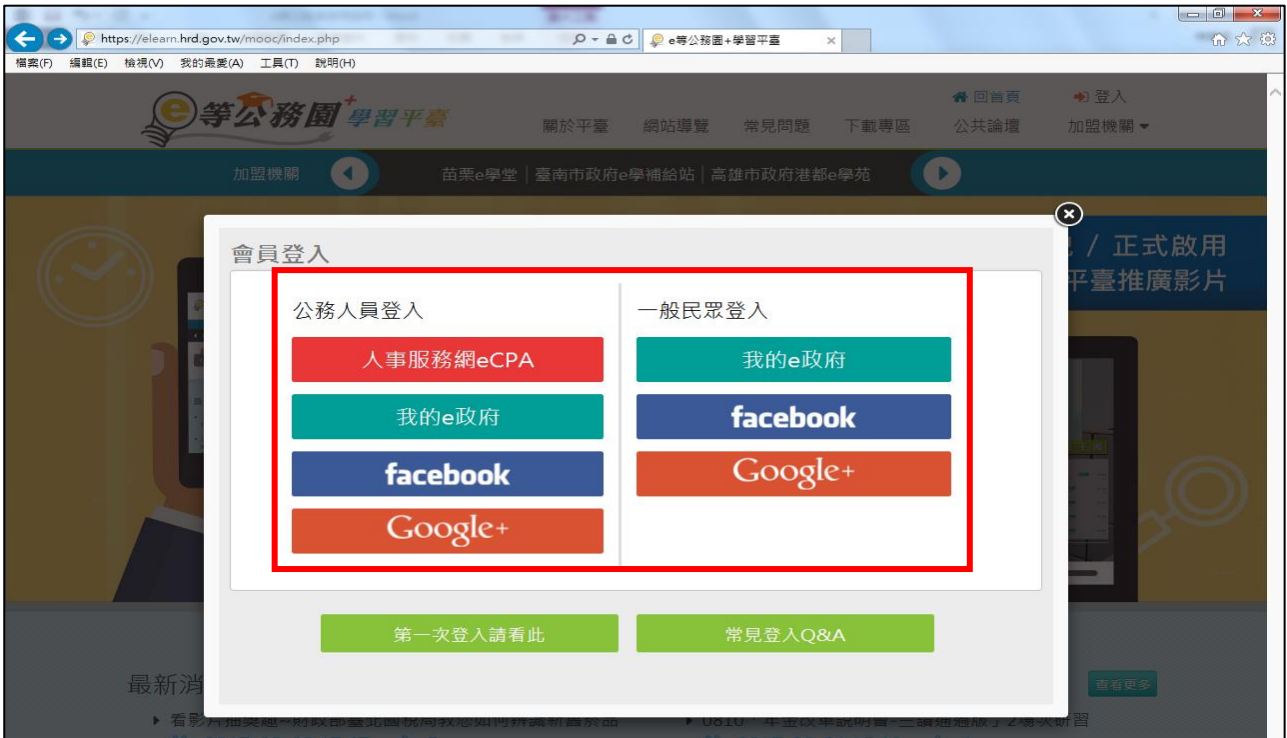 https://elearn.hrd.gov.tw/mooc/index.php
e等公務園+學習平臺
檔案(F) 編輯(E) 檢視(V) 我的最愛(A) 工具(T) 說明(H)
e等公務園+學習平臺
回首頁 登入
關於平臺 網站導覽 常見問題 下載專區 公共論壇 加盟機關
加盟機關 苗栗e學堂|臺南市政府e學補給站|高雄市政府港都e學苑
/ 正式啟用
平臺推廣影片
會員登入
公務人員登入
人事服務網eCPA
我的e政府
facebook
Google+
一般民眾登入
我的e政府
facebook
Google+
第一次登入請看此
常見登入Q&A
最新消
查看更多